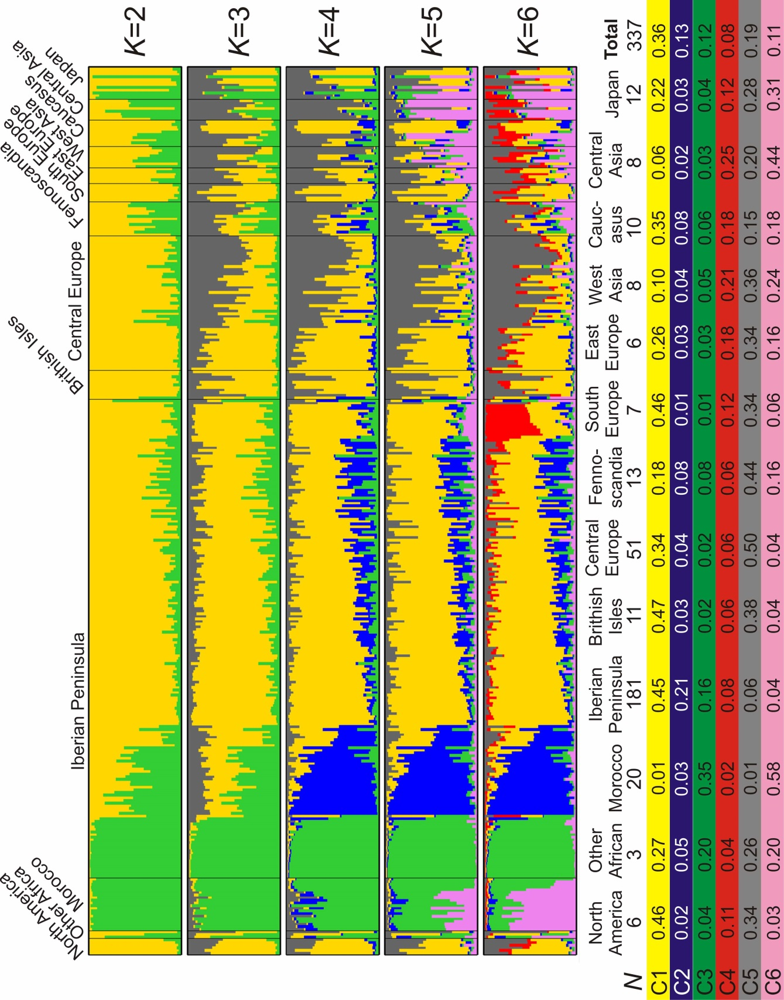 North America
Other Africa
Morocco
Iberian Peninsula
Brithish Isles
Central Europe
Fennoscandia
South Europe
East Europe
West Asia
Caucasus
Central Asia
Japan
K=2
K=3
K=4
K=5
K=6
North Other Morocco Iberian Brithish Central Fenno- South East West Cauc- Central Japan Total
America African Peninsula Isles Europe scandia Europe Europe Asia asus Asia
N 6 3 20 181 11 51 13 7 6 8 10 8 12 337
C1 0.46 0.27 0.01 0.45 0.47 0.34 0.18 0.46 0.26 0.10 0.35 0.06 0.22 0.36
C2 0.02 0.05 0.03 0.21 0.03 0.04 0.08 0.01 0.03 0.04 0.08 0.02 0.03 0.13
C3 0.04 0.20 0.35 0.16 0.02 0.02 0.08 0.01 0.03 0.05 0.06 0.03 0.04 0.12
C4 0.11 0.04 0.02 0.08 0.06 0.06 0.06 0.12 0.18 0.21 0.18 0.25 0.12 0.08
C5 0.34 0.26 0.01 0.06 0.38 0.50 0.44 0.34 0.34 0.36 0.15 0.20 0.28 0.19
C6 0.03 0.20 0.58 0.04 0.04 0.04 0.16 0.06 0.16 0.24 0.18 0.44 0.31 0.11